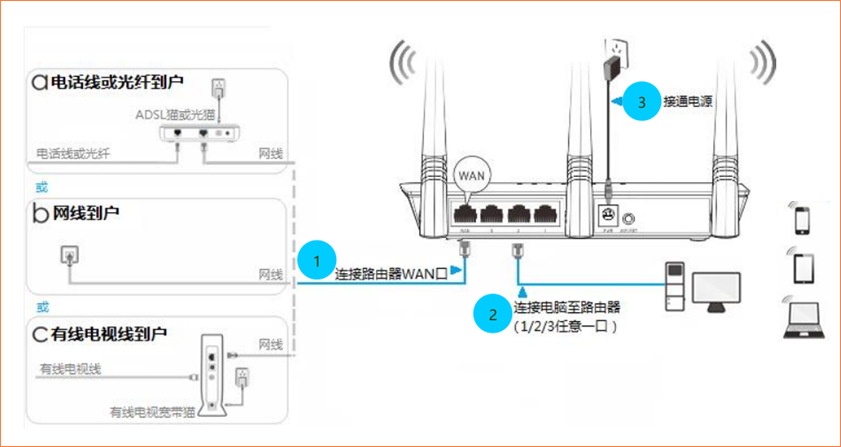 a 电话线或光纤到户
ADSL猫或光猫
电话线或光纤
网线
或
b 网线到户
网线
或
c 有线电视线到户
网线
有线电视线
有线电视宽带猫
WAN
1
连接路由器WAN口
2
连接电脑至路由器
(1/2/3任意一口)
3
接通电源